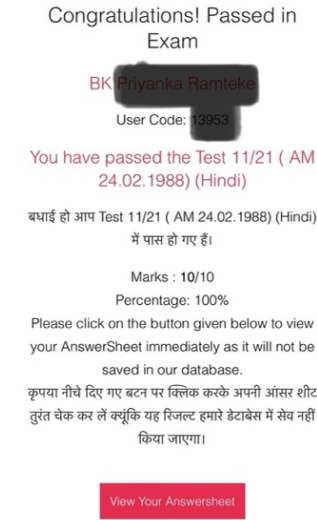 Congratulations! Passed in
Exam
BK
User Code:
You have passed the Test 11/21 ( AM
24.02.1988) (Hindi)
बधाई हो आप Test 11/21 ( AM 24.02.1988) (Hindi)
में पास हो गए हैं।
Marks : 10/10
Percentage: 100%
Please click on the button given below to view
your AnswerSheet immediately as it will not be
saved in our database.
कृपया नीचे दिए गए बटन पर क्लिक करके अपनी आंसर शीट
तुरंत चेक कर लें क्यूंकि यह रिजल्ट हमारे डेटाबेस में सेव नहीं
किया जाएगा।
View Your Answersheet